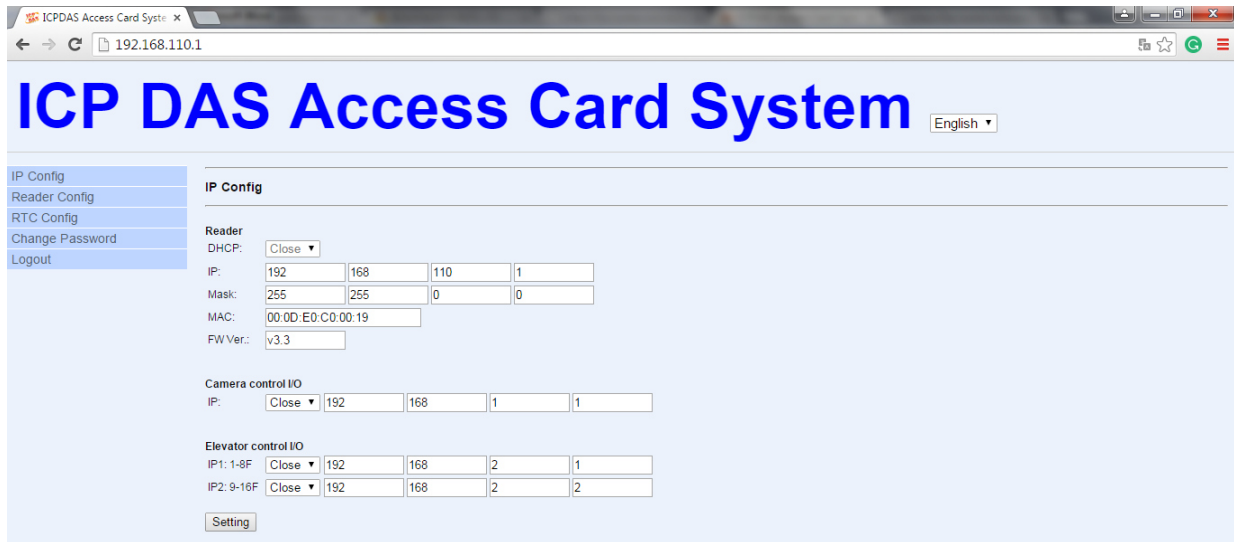 ICPDAS Access Card Syste
192.168.110.1
ICP DAS Access Card System English
IP Config
Reader Config
RTC Config
Change Password
Logout
IP Config
Reader
DHCP: Close
IP: 192 168 110 1
Mask: 255 255 0 0
MAC: 00:0D:E0:C0:00:19
FW Ver.: v3.3
Camera control I/O
IP: Close 192 168 1 1
Elevator control I/O
IP1: 1-8F Close 192 168 2 1
IP2: 9-16F Close 192 168 2 2
Setting